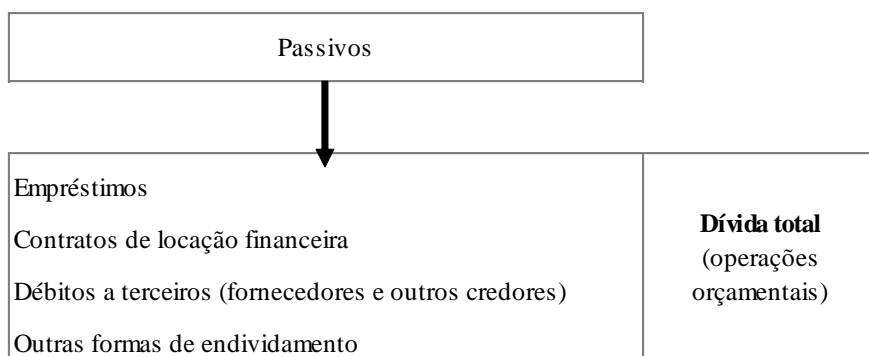 Passivos
Empréstimos
Contratos de locação financeira
Débitos a terceiros (fornecedores e outros credores)
Outras formas de endividamento
Dívida total
(operações
orçamentais)